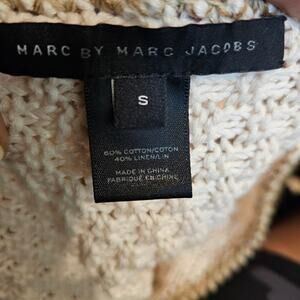 MARC BY MARC JACOBS
S
60% COTTON/COTON
40% LINEN/LIN
MADE IN CHINA
FABRIQUÉ EN CHINE